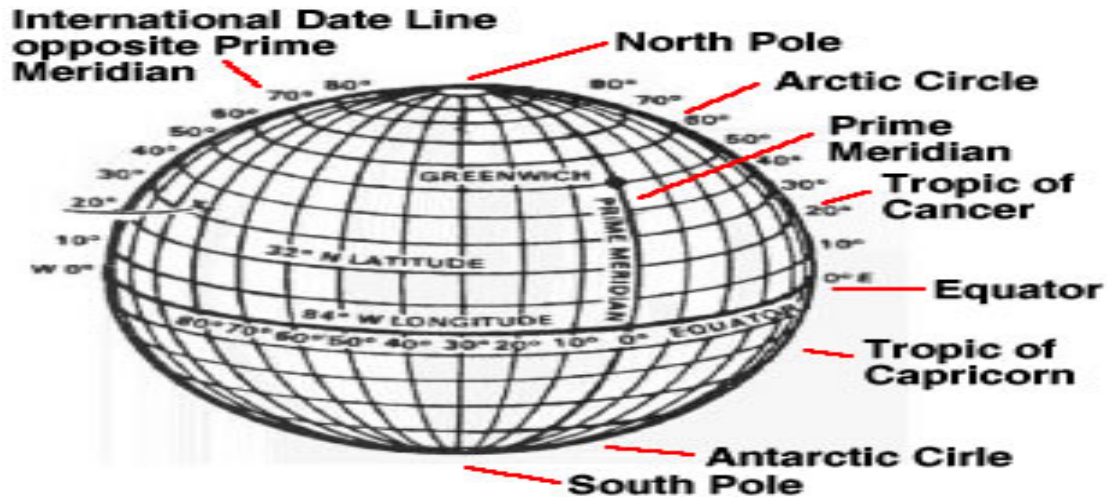 International Date Line
opposite Prime
Meridian
North Pole
Arctic Circle
Prime
Meridian
Tropic of
Cancer
Equator
Tropic of
Capricorn
Antarctic Cirle
South Pole
80°
70°
60°
50°
40°
30°
20°
10°
W 0°
80°
70°
60°
50°
40°
30°
20°
10°
0° E
GREENWICH
PRIME MERIDIAN
32° N LATITUDE
84° W LONGITUDE
80° 70° 60° 50° 40° 30° 20° 10° 0° EQUATOR